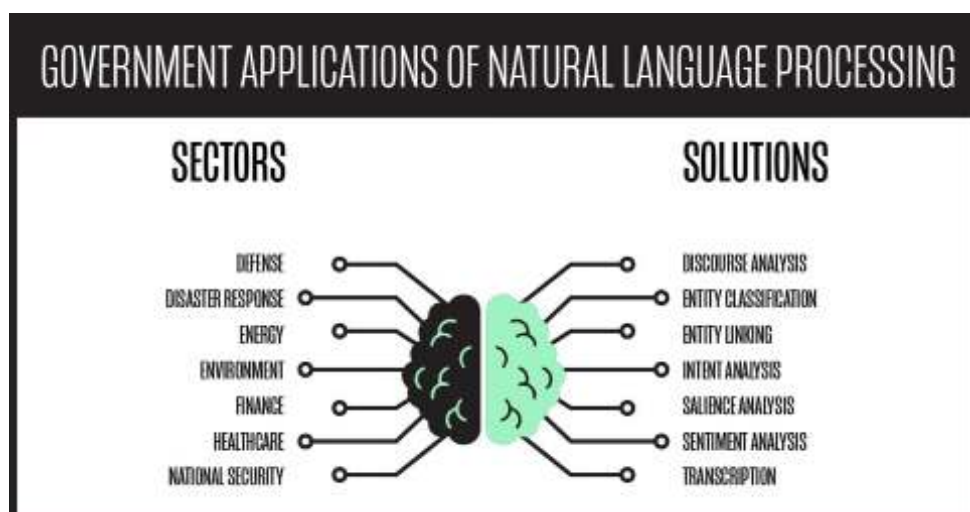 GOVERNMENT APPLICATIONS OF NATURAL LANGUAGE PROCESSING
SECTORS
DEFENSE
DISASTER RESPONSE
ENERGY
ENVIRONMENT
FINANCE
HEALTHCARE
NATIONAL SECURITY
SOLUTIONS
DISCOURSE ANALYSIS
ENTITY CLASSIFICATION
ENTITY LINKING
INTENT ANALYSIS
SALIENCE ANALYSIS
SENTIMENT ANALYSIS
TRANSCRIPTION